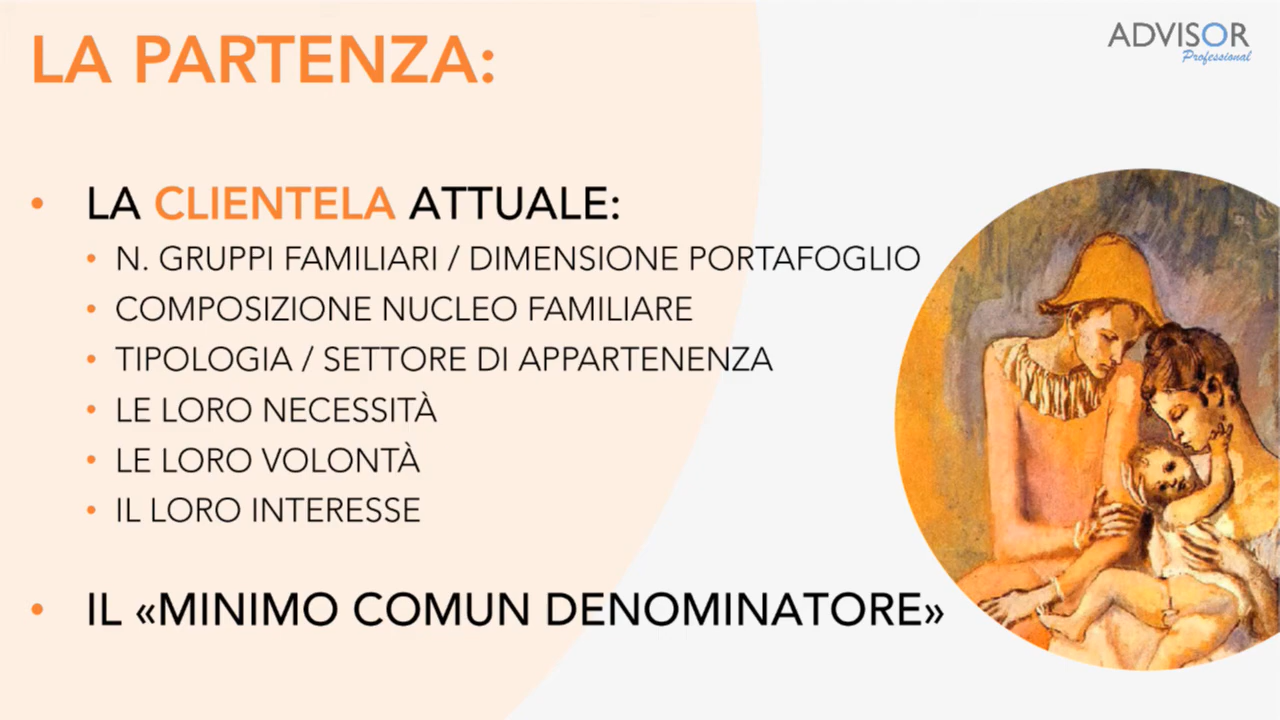 LA PARTENZA:
ADVISOR
Professional
• LA CLIENTELA ATTUALE:
• N. GRUPPI FAMILIARI / DIMENSIONE PORTAFOGLIO
• COMPOSIZIONE NUCLEO FAMILIARE
• TIPOLOGIA / SETTORE DI APPARTENENZA
• LE LORO NECESSITÀ
• LE LORO VOLONTÀ
• IL LORO INTERESSE
• IL «MINIMO COMUN DENOMINATORE»